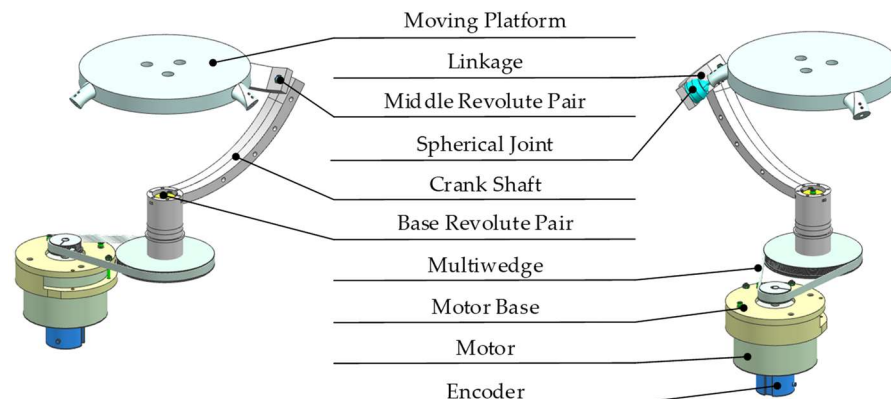 Moving Platform
Linkage
Middle Revolute Pair
Spherical Joint
Crank Shaft
Base Revolute Pair
Multiwedge
Motor Base
Motor
Encoder